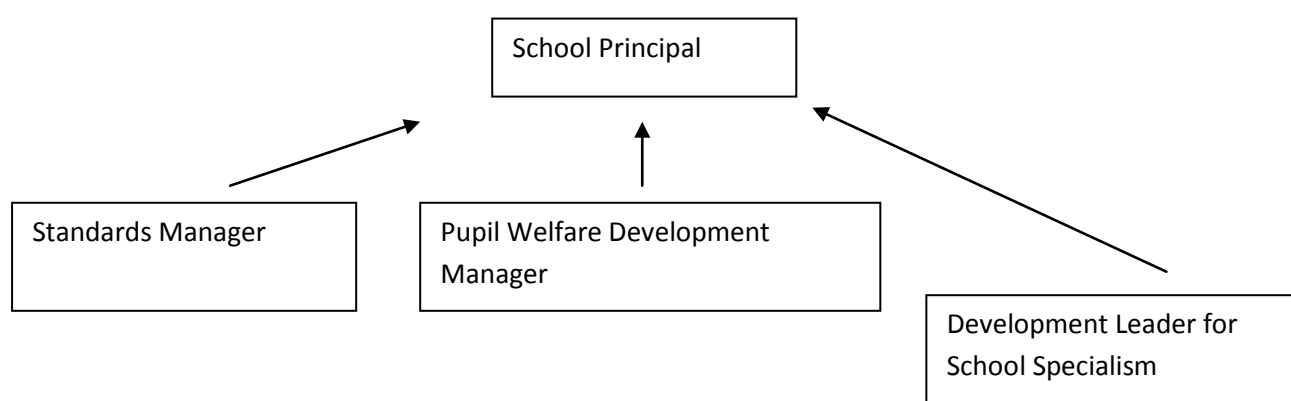 School Principal
Standards Manager
Pupil Welfare Development
Manager
Development Leader for
School Specialism